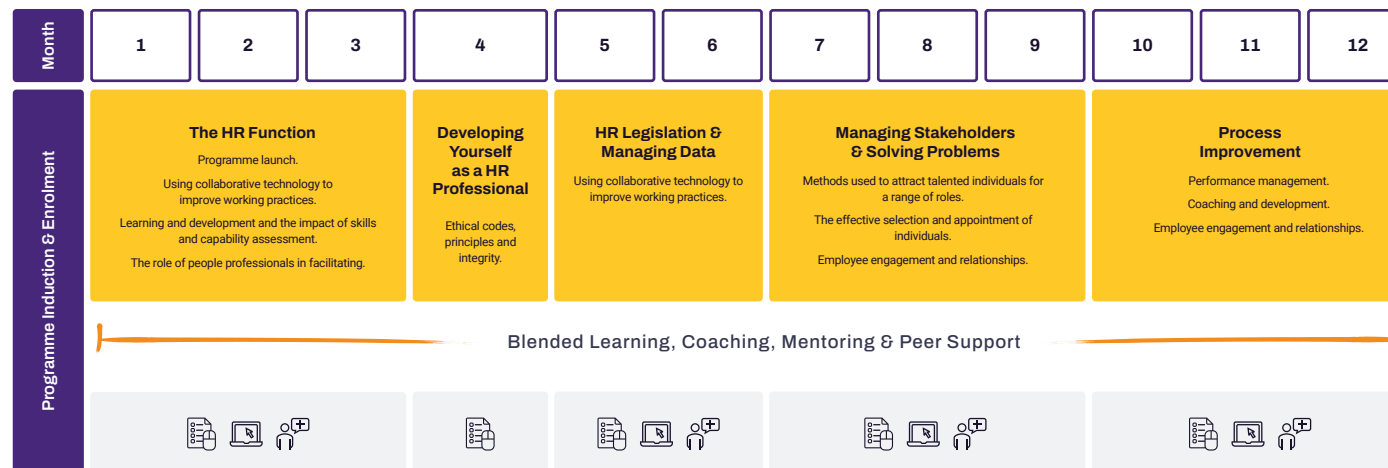 Month
1
2
3
4
5
6
7
8
9
10
11
12
Programme Induction & Enrolment
The HR Function
Programme launch.
Using collaborative technology to
improve working practices.
Learning and development and the impact of skills
and capability assessment.
The role of people professionals in facilitating.
Developing
Yourself
as a HR
Professional
Ethical codes,
principles and
integrity.
HR Legislation &
Managing Data
Using collaborative technology to
improve working practices.
Managing Stakeholders
& Solving Problems
Methods used to attract talented individuals for
a range of roles.
The effective selection and appointment of
individuals.
Employee engagement and relationships.
Process
Improvement
Performance management.
Coaching and development.
Employee engagement and relationships.
Blended Learning, Coaching, Mentoring & Peer Support